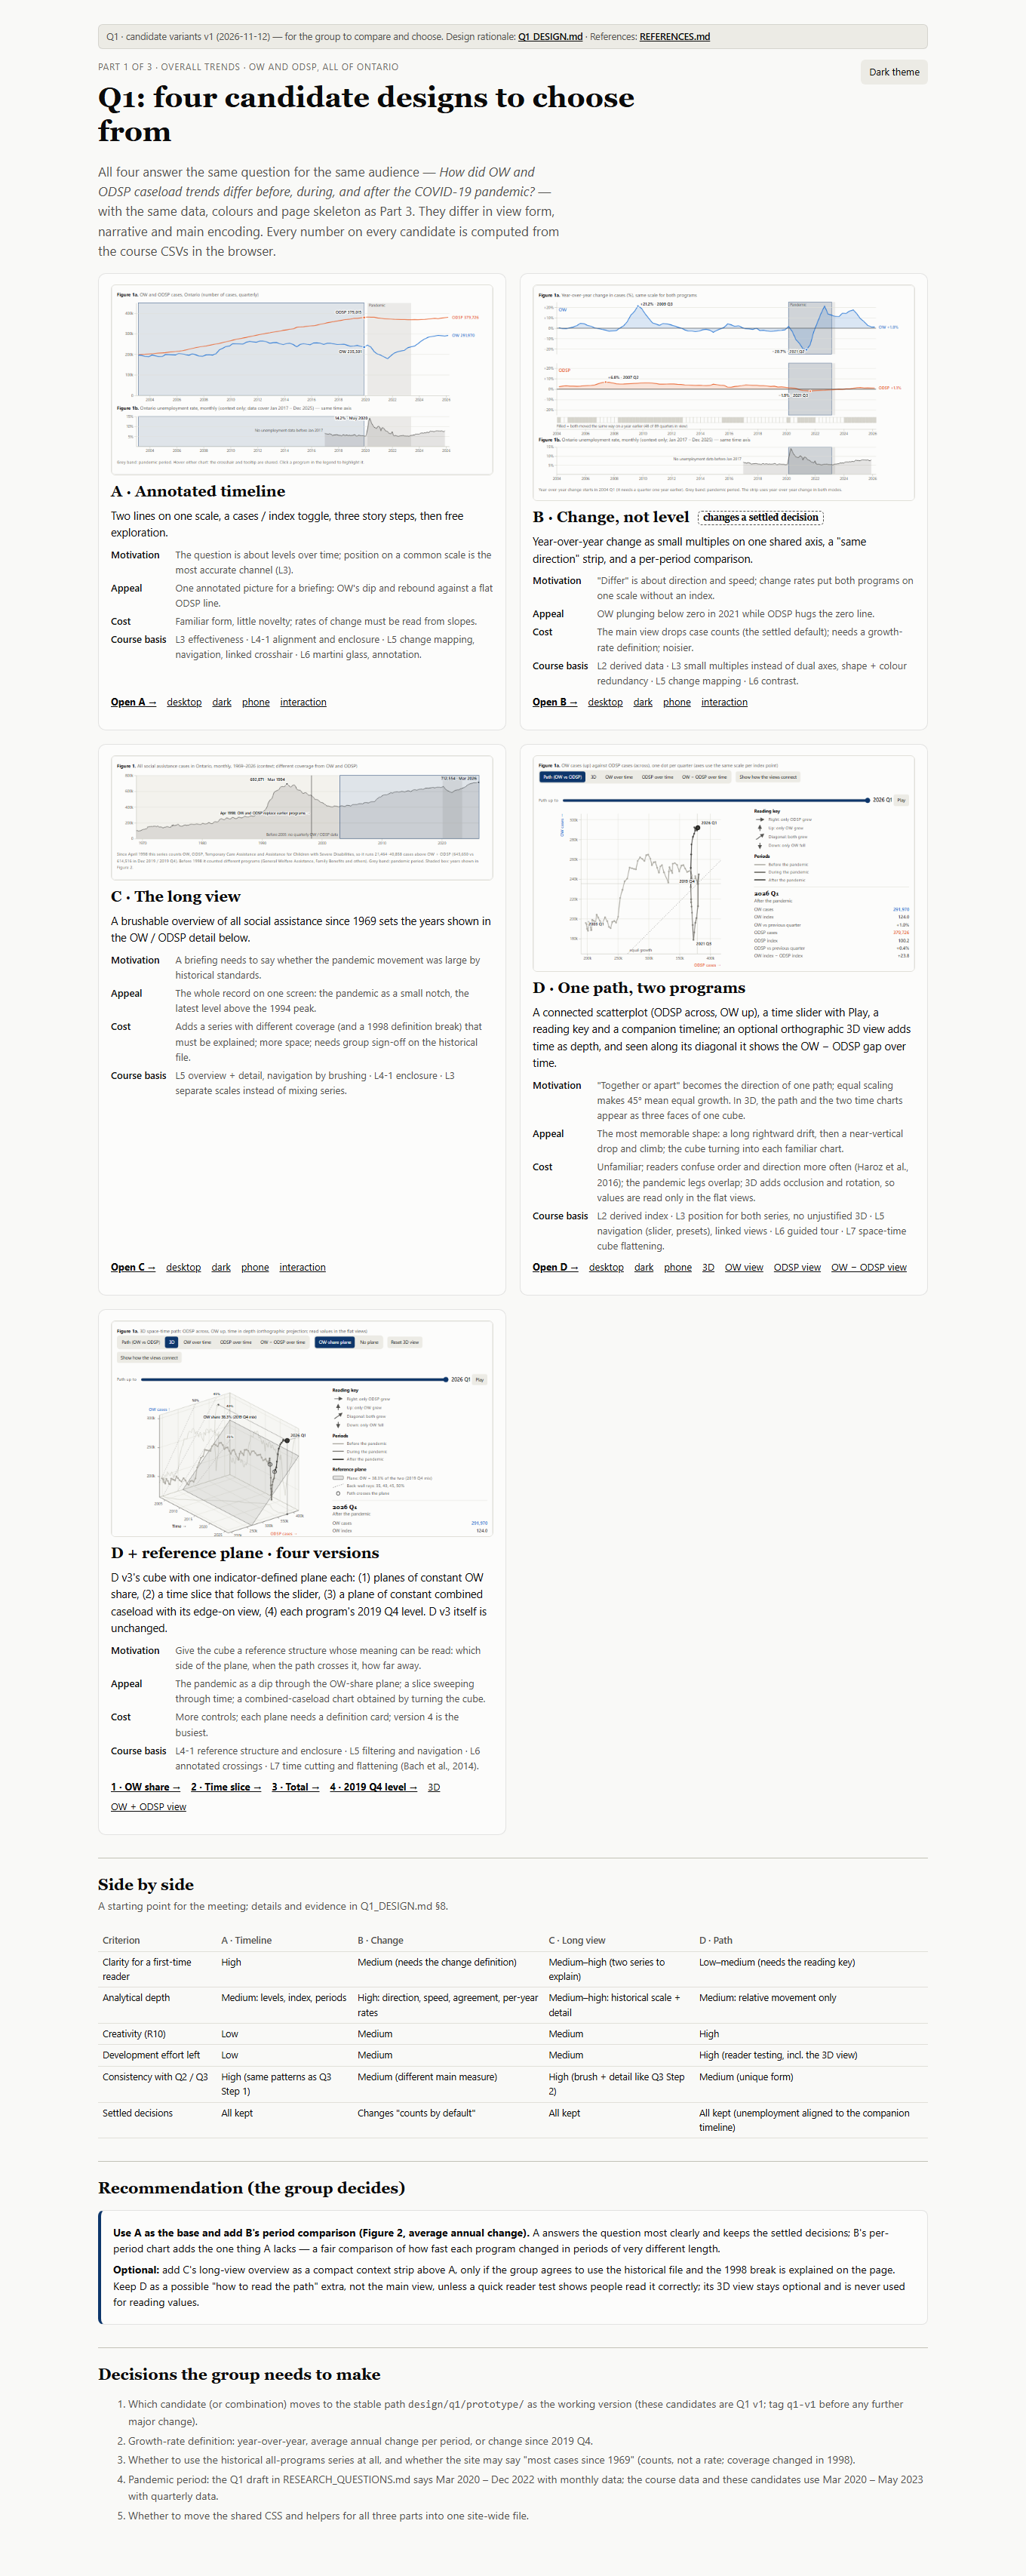 Q1 · candidate variants v1 (2026-11-12) — for the group to compare and choose. Design rationale: Q1_DESIGN.md · References: REFERENCES.md
PART 1 OF 3 · OVERALL TRENDS · OW AND ODSP, ALL OF ONTARIO
Dark theme
Q1: four candidate designs to choose
from
All four answer the same question for the same audience — How did OW and
ODSP caseload trends differ before, during, and after the COVID-19 pandemic? —
with the same data, colours and page skeleton as Part 3. They differ in view form,
narrative and main encoding. Every number on every candidate is computed from
the course CSVs in the browser.
A · Annotated timeline
Two lines on one scale, a cases / index toggle, three story steps, then free
exploration.
Motivation The question is about levels over time; position on a common scale is the
most accurate channel (L3).
Appeal One annotated picture for a briefing: OW's dip and rebound against a flat
ODSP line.
Cost Familiar form, little novelty; rates of change must be read from slopes.
Course basis L3 effectiveness · L4-1 alignment and enclosure · L5 change mapping,
navigation, linked crosshair · L6 martini glass, annotation.
Open A → desktop dark phone interaction
B · Change, not level changes a settled decision
Year-over-year change as small multiples on one shared axis, a "same
direction" strip, and a per-period comparison.
Motivation "Differ" is about direction and speed; change rates put both programs on
one scale without an index.
Appeal OW plunging below zero in 2021 while ODSP hugs the zero line.
Cost The main view drops case counts (the settled default); needs a growth-
rate definition; noisier.
Course basis L2 derived data · L3 small multiples instead of dual axes, shape + colour
redundancy · L5 change mapping · L6 contrast.
Open B → desktop dark phone interaction
C · The long view
A brushable overview of all social assistance since 1969 sets the years shown in
the OW / ODSP detail below.
Motivation A briefing needs to say whether the pandemic movement was large by
historical standards.
Appeal The whole record on one screen: the pandemic as a small notch, the
latest level above the 1994 peak.
Cost Adds a series with different coverage (and a 1998 definition break) that
must be explained; more space; needs group sign-off on the historical
file.
Course basis L5 overview + detail, navigation by brushing · L4-1 enclosure · L3
separate scales instead of mixing series.
Open C → desktop dark phone interaction
D · One path, two programs
A connected scatterplot (ODSP across, OW up), a time slider with Play, a
reading key and a companion timeline; an optional orthographic 3D view adds
time as depth, and seen along its diagonal it shows the OW − ODSP gap over
time.
Motivation "Together or apart" becomes the direction of one path; equal scaling
makes 45° mean equal growth. In 3D, the path and the two time charts
appear as three faces of one cube.
Appeal The most memorable shape: a long rightward drift, then a near-vertical
drop and climb; the cube turning into each familiar chart.
Cost Unfamiliar; readers confuse order and direction more often (Haroz et al.,
2016); the pandemic legs overlap; 3D adds occlusion and rotation, so
values are read only in the flat views.
Course basis L2 derived index · L3 position for both series, no unjustified 3D · L5
navigation (slider, presets), linked views · L6 guided tour · L7 space-time
cube flattening.
Open D → desktop dark phone 3D OW view ODSP view OW − ODSP view
D + reference plane · four versions
D v3's cube with one indicator-defined plane each: (1) planes of constant OW
share, (2) a time slice that follows the slider, (3) a plane of constant combined
caseload with its edge-on view, (4) each program's 2019 Q4 level. D v3 itself is
unchanged.
Motivation Give the cube a reference structure whose meaning can be read: which
side of the plane, when the path crosses it, how far away.
Appeal The pandemic as a dip through the OW-share plane; a slice sweeping
through time; a combined-caseload chart obtained by turning the cube.
Cost More controls; each plane needs a definition card; version 4 is the
busiest.
Course basis L4-1 reference structure and enclosure · L5 filtering and navigation · L6
annotated crossings · L7 time cutting and flattening (Bach et al., 2014).
1 · OW share → 2 · Time slice → 3 · Total → 4 · 2019 Q4 level → 3D
OW + ODSP view
Side by side
A starting point for the meeting; details and evidence in Q1_DESIGN.md §8.
Criterion A · Timeline B · Change C · Long view D · Path
Clarity for a first-time reader High Medium (needs the change definition) Medium–high (two series to explain) Low–medium (needs the reading key)
Analytical depth Medium: levels, index, periods High: direction, speed, agreement, per-year rates Medium–high: historical scale + detail Medium: relative movement only
Creativity (R10) Low Medium Medium High
Development effort left Low Medium Medium High (reader testing, incl. the 3D view)
Consistency with Q2 / Q3 High (same patterns as Q3 Step 1) Medium (different main measure) High (brush + detail like Q3 Step 2) Medium (unique form)
Settled decisions All kept Changes "counts by default" All kept All kept (unemployment aligned to the companion timeline)
Recommendation (the group decides)
Use A as the base and add B's period comparison (Figure 2, average annual change). A answers the question most clearly and keeps the settled decisions; B's per-
period chart adds the one thing A lacks — a fair comparison of how fast each program changed in periods of very different length.
Optional: add C's long-view overview as a compact context strip above A, only if the group agrees to use the historical file and the 1998 break is explained on the page.
Keep D as a possible "how to read the path" extra, not the main view, unless a quick reader test shows people read it correctly; its 3D view stays optional and is never used
for reading values.
Decisions the group needs to make
1. Which candidate (or combination) moves to the stable path design/q1/prototype/ as the working version (these candidates are Q1 v1; tag q1-v1 before any further
major change).
2. Growth-rate definition: year-over-year, average annual change per period, or change since 2019 Q4.
3. Whether to use the historical all-programs series at all, and whether the site may say "most cases since 1969" (counts, not a rate; coverage changed in 1998).
4. Pandemic period: the Q1 draft in RESEARCH_QUESTIONS.md says Mar 2020 – Dec 2022 with monthly data; the course data and these candidates use Mar 2020 – May 2023
with quarterly data.
5. Whether to move the shared CSS and helpers for all three parts into one site-wide file.